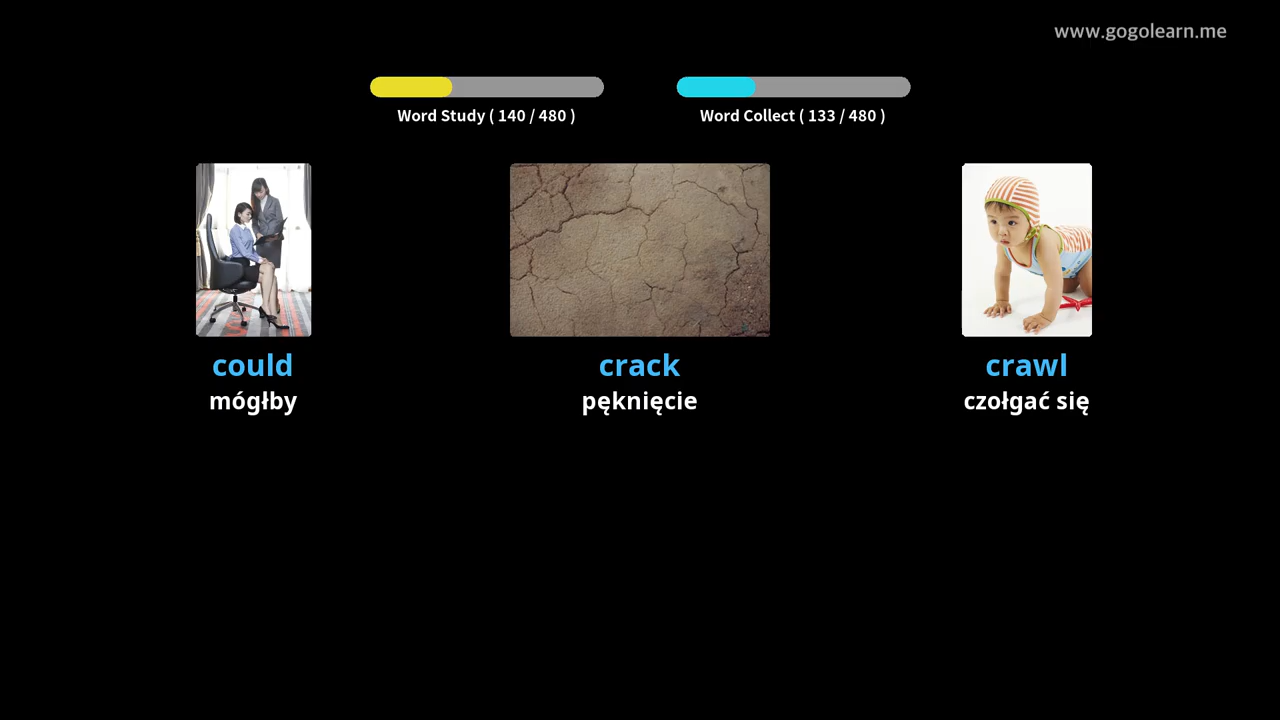 www.gogolearn.me
Word Study ( 140 / 480 )
Word Collect ( 133 / 480 )
could
mógłby
crack
pęknięcie
crawl
czołgać się